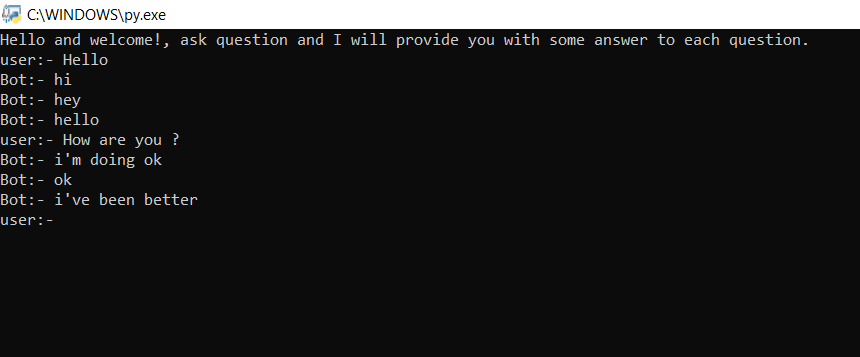 C:\WINDOWS\py.exe
Hello and welcome!, ask question and I will provide you with some answer to each question.
user:- Hello
Bot:- hi
Bot:- hey
Bot:- hello
user:- How are you ?
Bot:- i'm doing ok
Bot:- ok
Bot:- i've been better
user:-